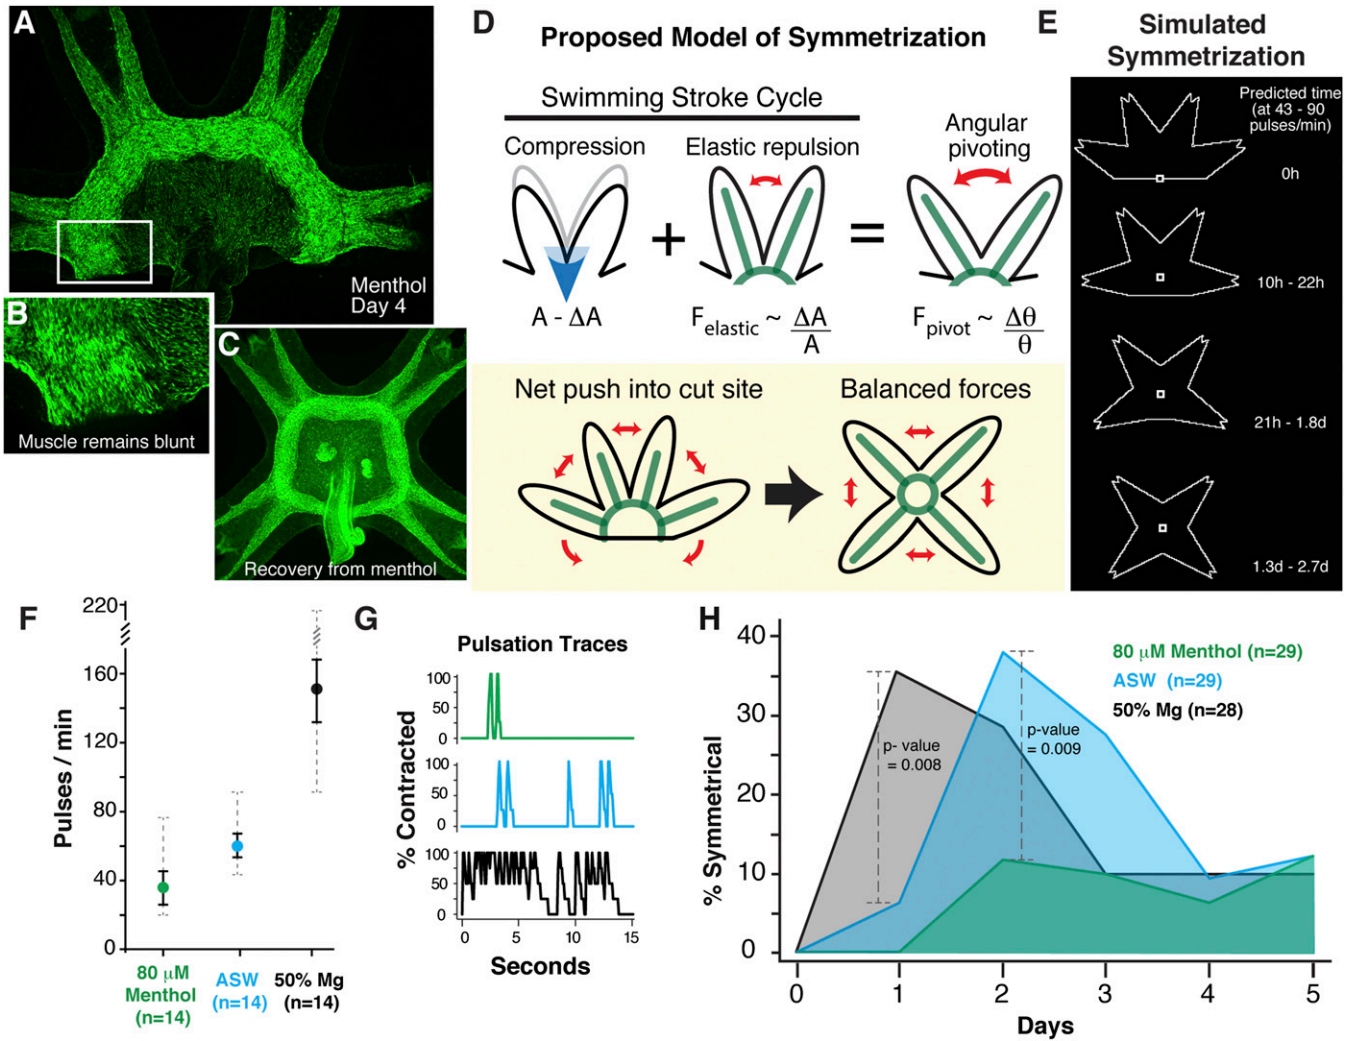 A
Menthol
Day 4
B
Muscle remains blunt
C
Recovery from menthol
D
Proposed Model of Symmetrization
Swimming Stroke Cycle
Compression
Elastic repulsion
Angular
pivoting
+
=
A - ΔA
F elastic ~ ΔA
A
F pivot ~ Δθ
θ
Net push into cut site
Balanced forces
E
Simulated
Symmetrization
Predicted time
(at 43 - 90
pulses/min)
0h
10h - 22h
21h - 1.8d
1.3d - 2.7d
F
Pulses / min
220
160
120
80
40
0
80 μM
Menthol
(n=14)
ASW
(n=14)
50% Mg
(n=14)
G
Pulsation Traces
% Contracted
100
50
0
100
50
0
100
50
0
0 5 10 15
Seconds
H
% Symmetrical
40
30
20
10
0
80 μM Menthol (n=29)
ASW (n=29)
50% Mg (n=28)
p- value
= 0.008
p-value
= 0.009
0 1 2 3 4 5
Days